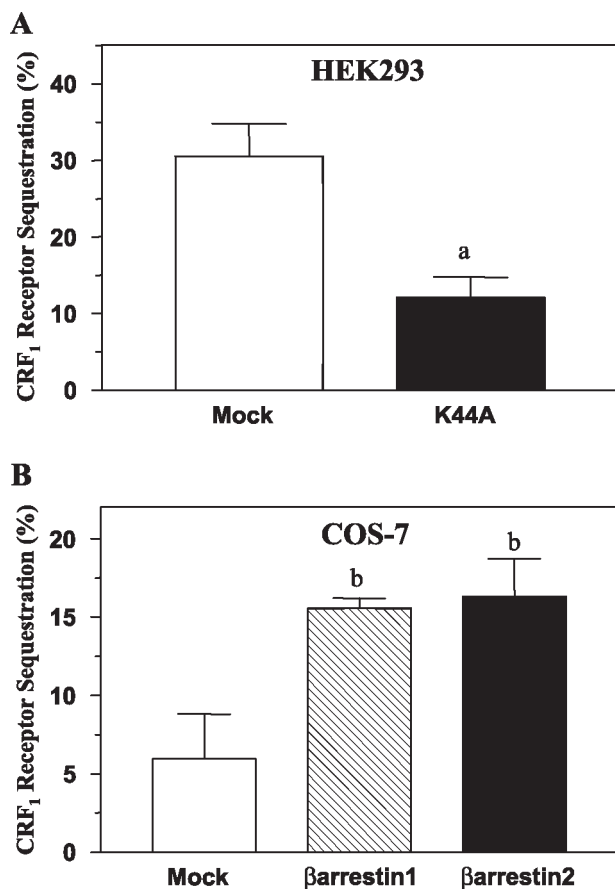 A
HEK293
CRF₁ Receptor Sequestration (%)
40
30
20
10
0
a
Mock K44A
B
COS-7
CRF₁ Receptor Sequestration (%)
20
15
10
5
0
b b
Mock βarrestin1 βarrestin2